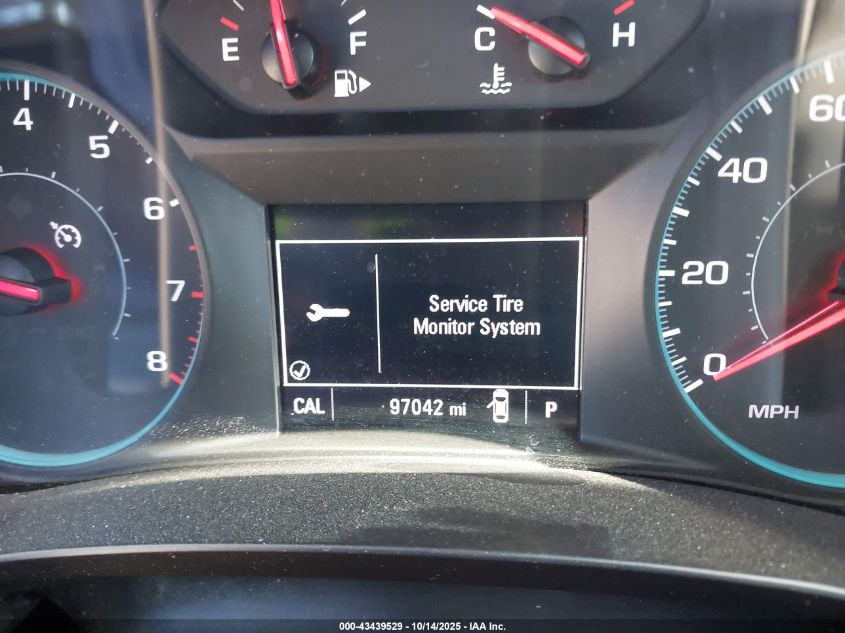 E F C H
4 5 6 7 8
0 20 40 60
MPH
Service Tire
Monitor System
CAL 97042 mi P
000-43439529 - 10/14/2025 - IAA Inc.